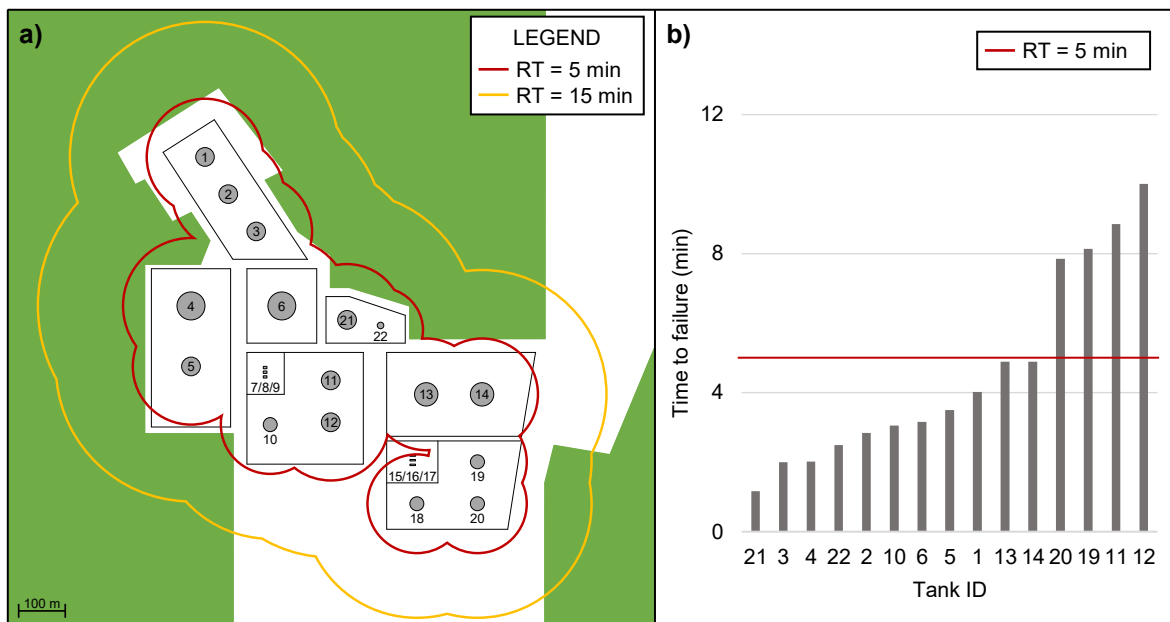 a)
LEGEND
RT = 5 min
RT = 15 min
1
2
3
4
6
21
22
5
7/8/9
11
13
14
10
12
15/16/17
19
18
20
100 m
b)
RT = 5 min
12
8
4
0
Time to failure (min)
21 3 4 22 2 10 6 5 1 13 14 20 19 11 12
Tank ID